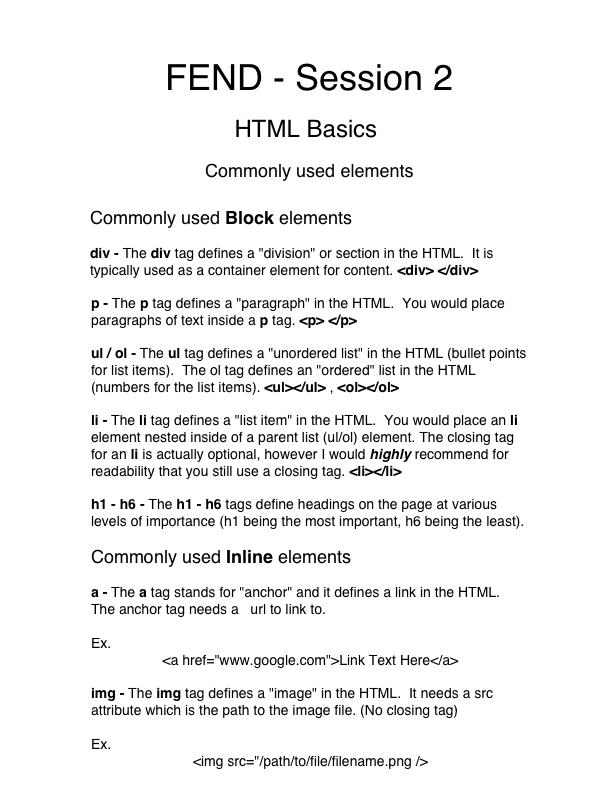 FEND - Session 2
HTML Basics
Commonly used elements
Commonly used Block elements
div - The div tag defines a "division" or section in the HTML.  It is
typically used as a container element for content. <div> </div>
p - The p tag defines a "paragraph" in the HTML.  You would place
paragraphs of text inside a p tag. <p> </p>
ul / ol - The ul tag defines a "unordered list" in the HTML (bullet points
for list items).  The ol tag defines an "ordered" list in the HTML
(numbers for the list items). <ul></ul> , <ol></ol>
li - The li tag defines a "list item" in the HTML.  You would place an li
element nested inside of a parent list (ul/ol) element. The closing tag
for an li is actually optional, however I would highly recommend for
readability that you still use a closing tag. <li></li>
h1 - h6 - The h1 - h6 tags define headings on the page at various
levels of importance (h1 being the most important, h6 being the least).
Commonly used Inline elements
a - The a tag stands for "anchor" and it defines a link in the HTML.
The anchor tag needs a   url to link to.
Ex.
<a href="www.google.com">Link Text Here</a>
img - The img tag defines a "image" in the HTML.  It needs a src
attribute which is the path to the image file. (No closing tag)
Ex.
<img src="/path/to/file/filename.png />